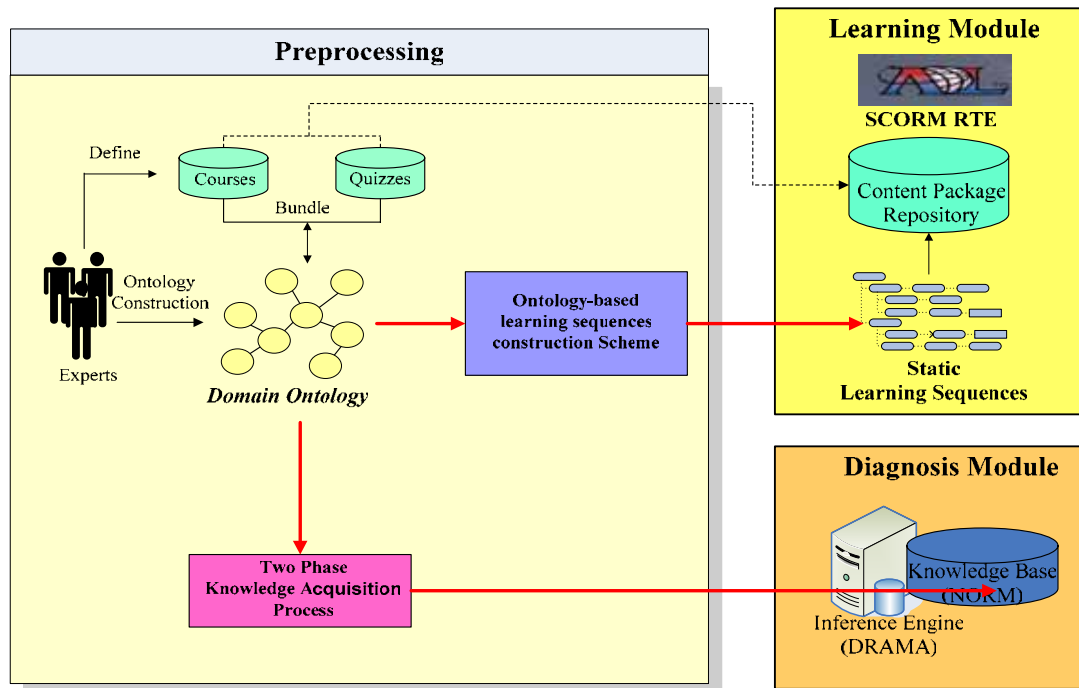 Preprocessing
Define
Courses
Quizzes
Bundle
Ontology
Construction
Experts
Domain Ontology
Ontology-based
learning sequences
construction Scheme
Two Phase
Knowledge Acquisition
Process
Learning Module
ADL
SCORM RTE
Content Package
Repository
Static
Learning Sequences
Diagnosis Module
Knowledge Base
(NORM)
Inference Engine
(DRAMA)